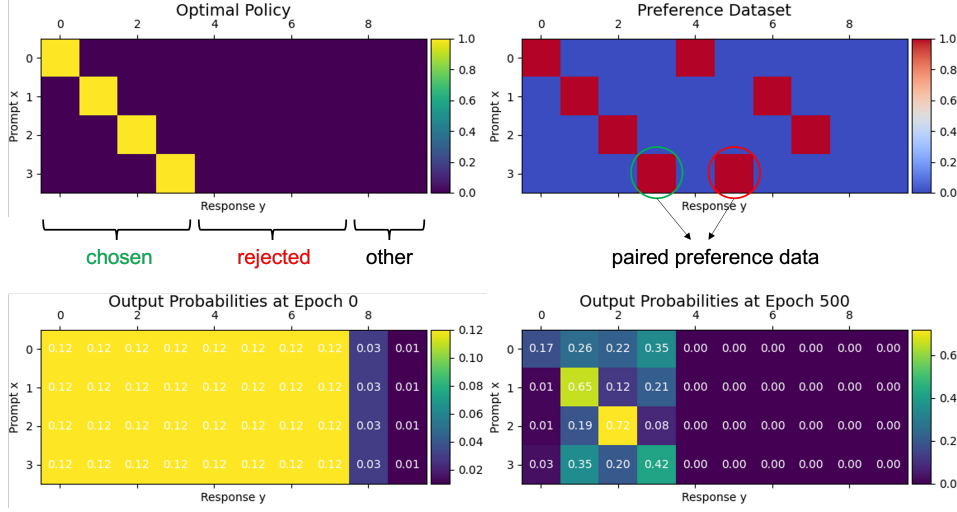 Optimal Policy
0 2 4 6 8
Prompt x
0
1
2
3
Response y
1.0
0.8
0.6
0.4
0.2
0.0
chosen rejected other
Preference Dataset
0 2 4 6 8
Prompt x
0
1
2
3
Response y
1.0
0.8
0.6
0.4
0.2
0.0
paired preference data
Output Probabilities at Epoch 0
0 2 4 6 8
Prompt x
0 0.12 0.12 0.12 0.12 0.12 0.12 0.12 0.12 0.03 0.01
1 0.12 0.12 0.12 0.12 0.12 0.12 0.12 0.12 0.03 0.01
2 0.12 0.12 0.12 0.12 0.12 0.12 0.12 0.12 0.03 0.01
3 0.12 0.12 0.12 0.12 0.12 0.12 0.12 0.12 0.03 0.01
Response y
0.12
0.10
0.08
0.06
0.04
0.02
Output Probabilities at Epoch 500
0 2 4 6 8
Prompt x
0 0.17 0.26 0.22 0.35 0.00 0.00 0.00 0.00 0.00 0.00
1 0.01 0.65 0.12 0.21 0.00 0.00 0.00 0.00 0.00 0.00
2 0.01 0.19 0.72 0.08 0.00 0.00 0.00 0.00 0.00 0.00
3 0.03 0.35 0.20 0.42 0.00 0.00 0.00 0.00 0.00 0.00
Response y
0.6
0.4
0.2
0.0